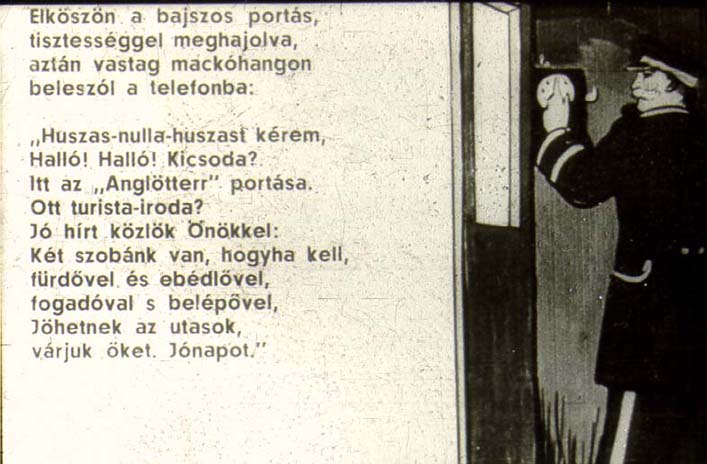 Elköszön a bajszos portás,
tisztességgel meghajolva,
aztán vastag mackóhangon
beleszól a telefonba:
„Huszas-nulla-huszast kérem,
Halló! Halló! Kicsoda?
Itt az „Anglötterr” portása.
Ott turista-iroda?
Jó hírt közlök Önökkel:
Két szobánk van, hogyha kell,
fürdővel és ebédlővel,
fogadóval s belépővel,
Jöhetnek az utasok,
várjuk őket. Jónapot.”